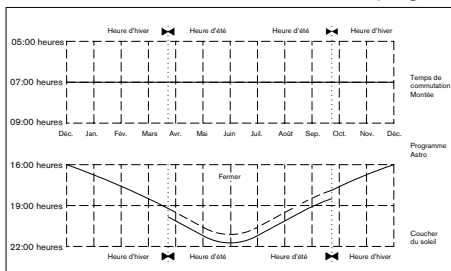 Heure d'hiver Heure d'été Heure d'été Heure d'hiver
05:00 heures
07:00 heures
Temps de
commutation
Montée
09:00 heures
Déc. Jan. Fév. Mars Avr. Mai Juin Juil. Août Sep. Oct. Nov. Déc.
Programme
Astro
16:00 heures
Fermer
19:00 heures
Coucher
du soleil
22:00 heures
Heure d'hiver Heure d'été Heure d'été Heure d'hiver